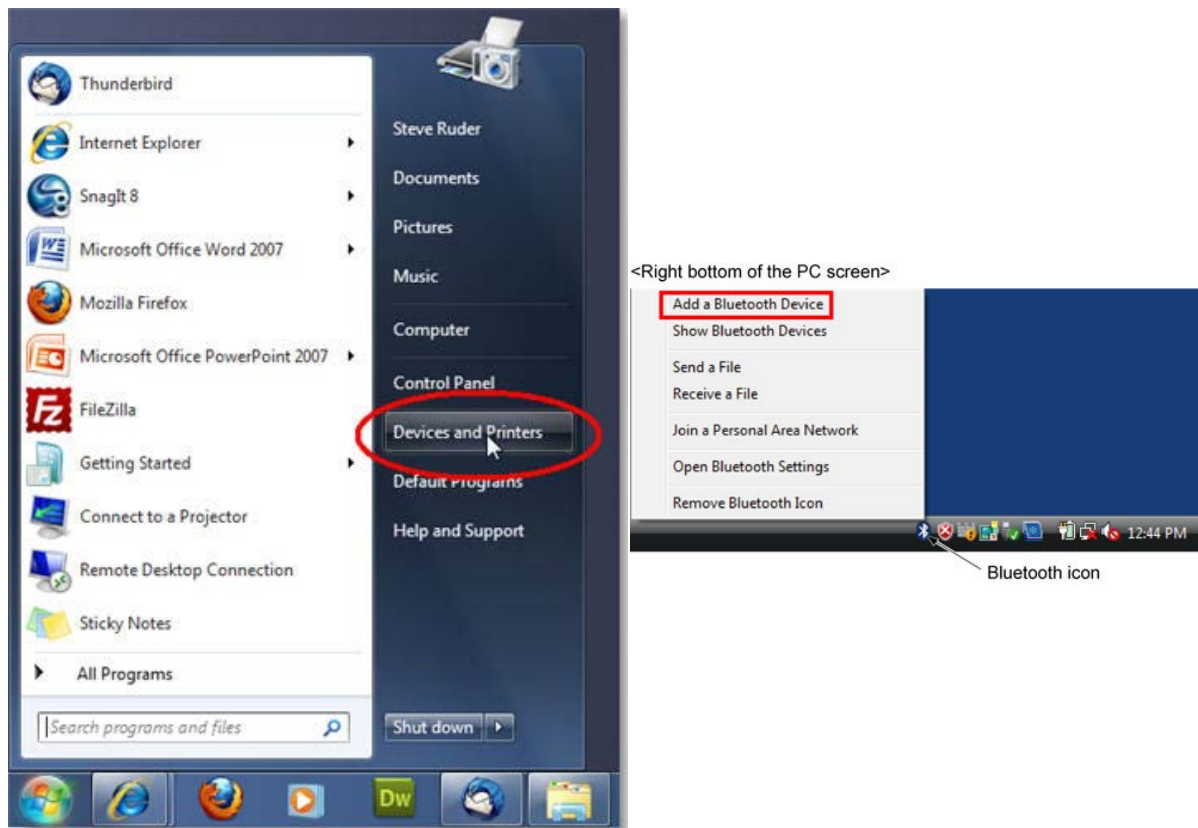 Thunderbird
Internet Explorer
SnagIt 8
Microsoft Office Word 2007
Mozilla Firefox
Microsoft Office PowerPoint 2007
Fz
FileZilla
Getting Started
Connect to a Projector
Remote Desktop Connection
Sticky Notes
All Programs
Search programs and files
Steve Ruder
Documents
Pictures
Music
Computer
Control Panel
Devices and Printers
Default Programs
Help and Support
Shut down
Dw
<Right bottom of the PC screen>
Add a Bluetooth Device
Show Bluetooth Devices
Send a File
Receive a File
Join a Personal Area Network
Open Bluetooth Settings
Remove Bluetooth Icon
12:44 PM
Bluetooth icon